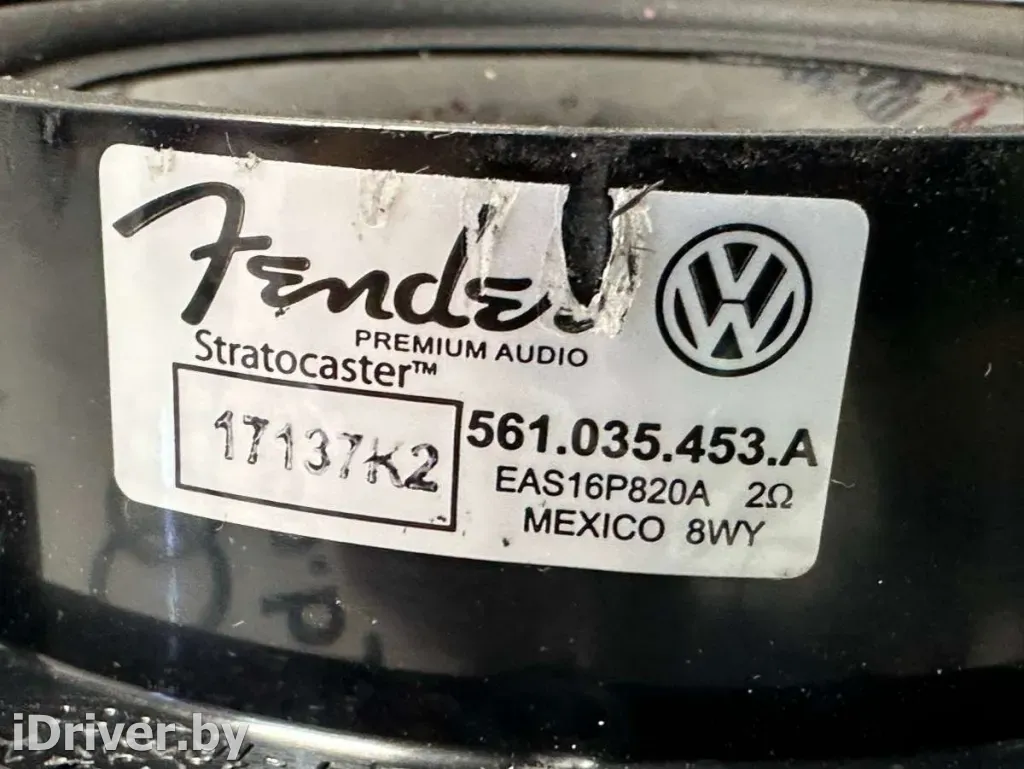 Fender
PREMIUM AUDIO
Stratocaster™
17137K2
561.035.453.A
EAS16P820A 2Ω
MEXICO 8WY
iDriver.by